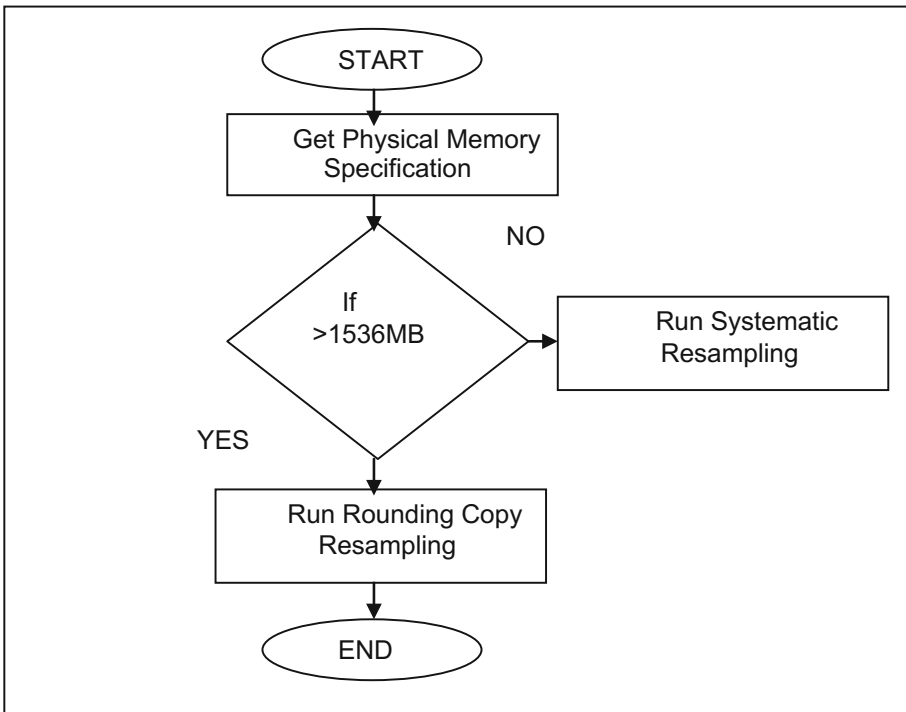 START
Get Physical Memory
Specification
NO
If
>1536MB
Run Systematic
Resampling
YES
Run Rounding Copy
Resampling
END